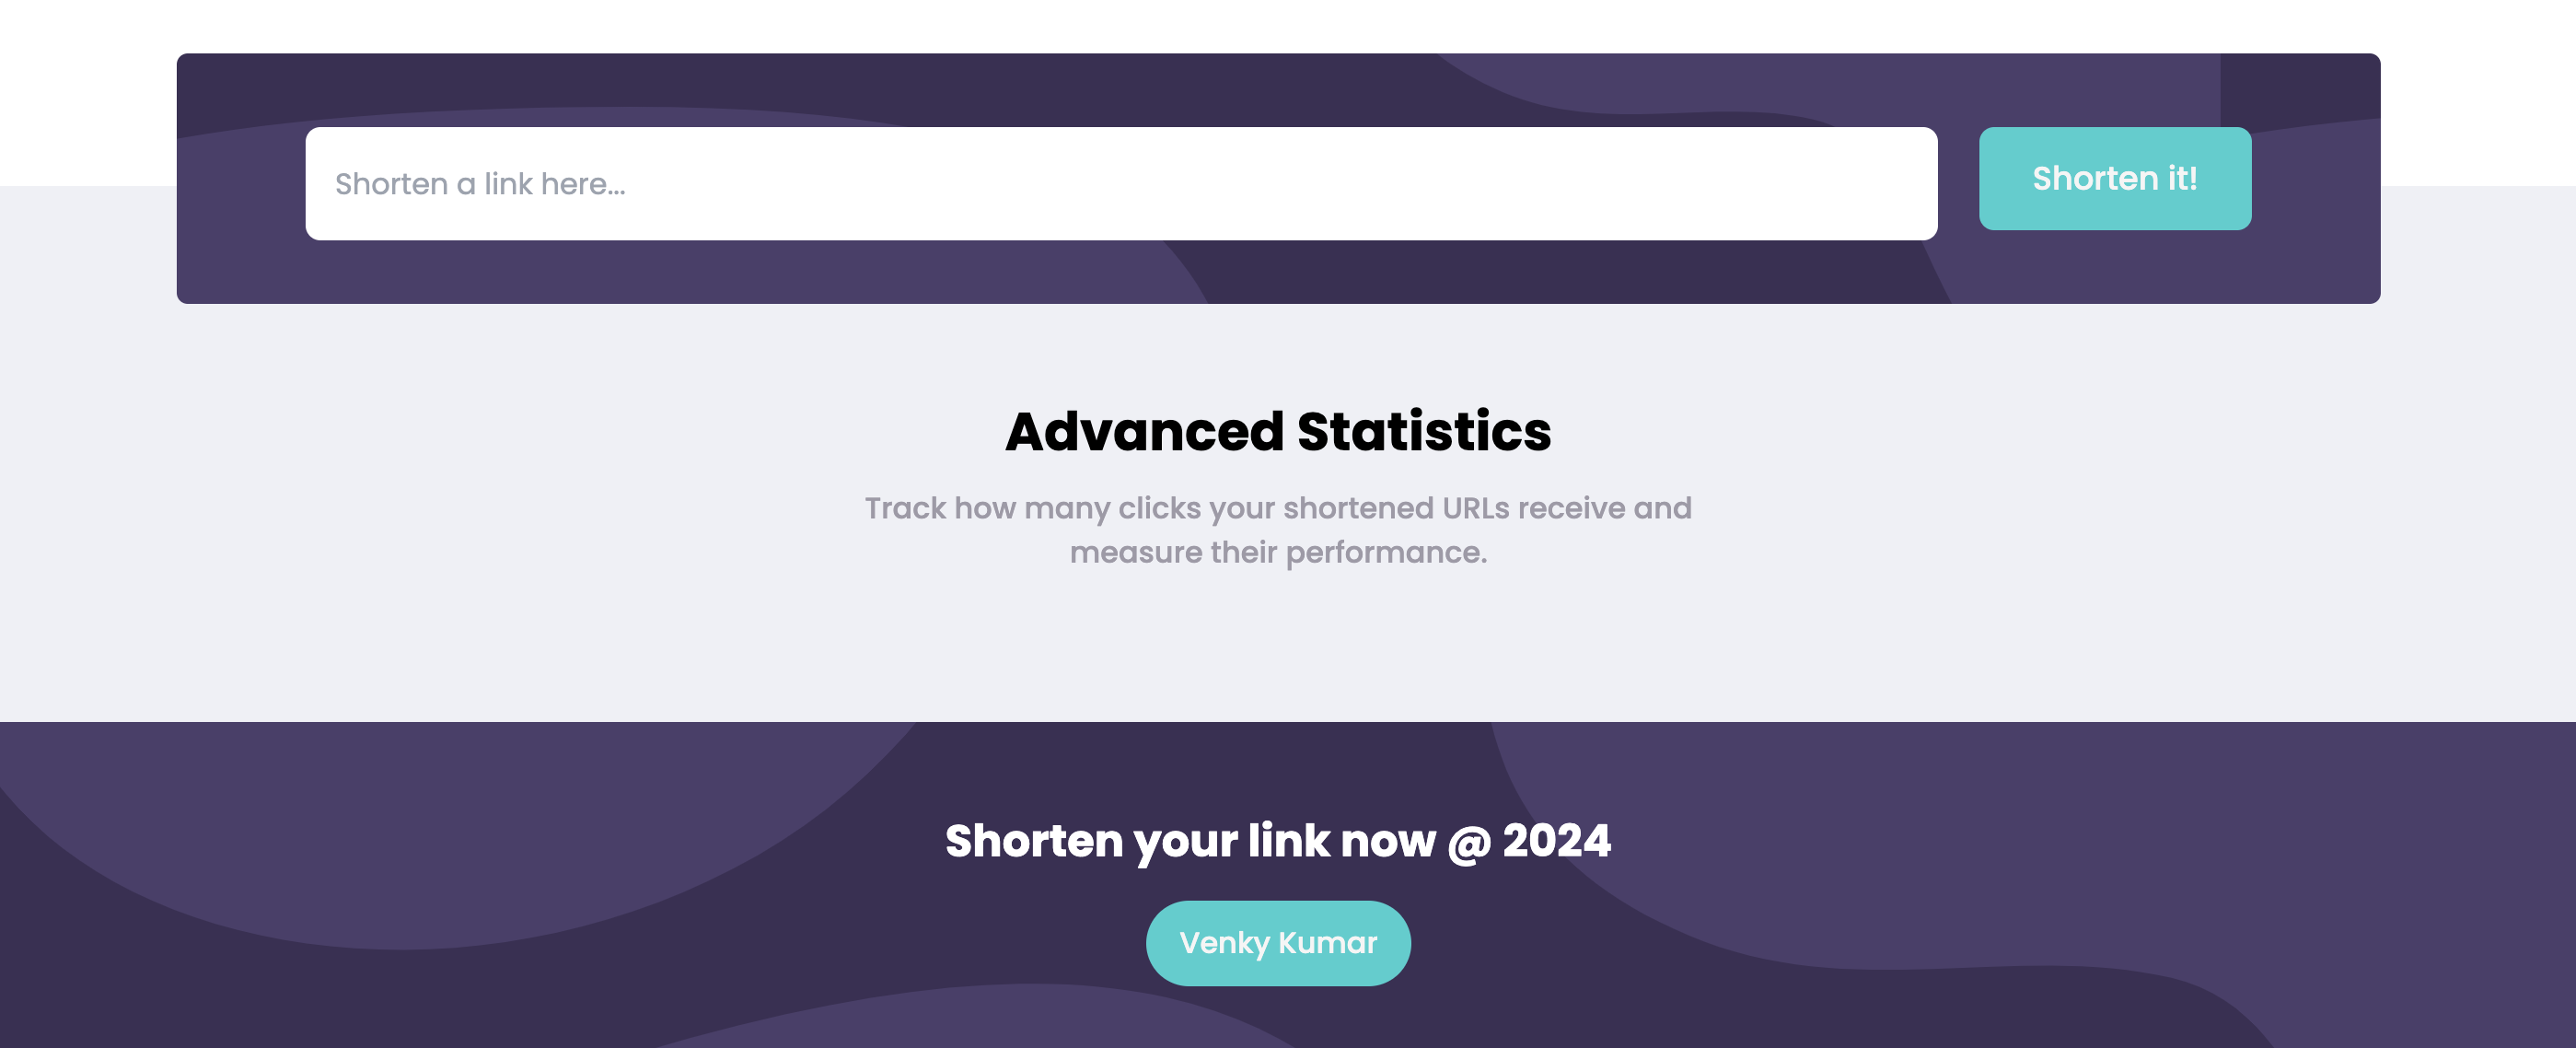 Shorten a link here...
Shorten it!
Advanced Statistics
Track how many clicks your shortened URLs receive and
measure their performance.
Shorten your link now @ 2024
Venky Kumar